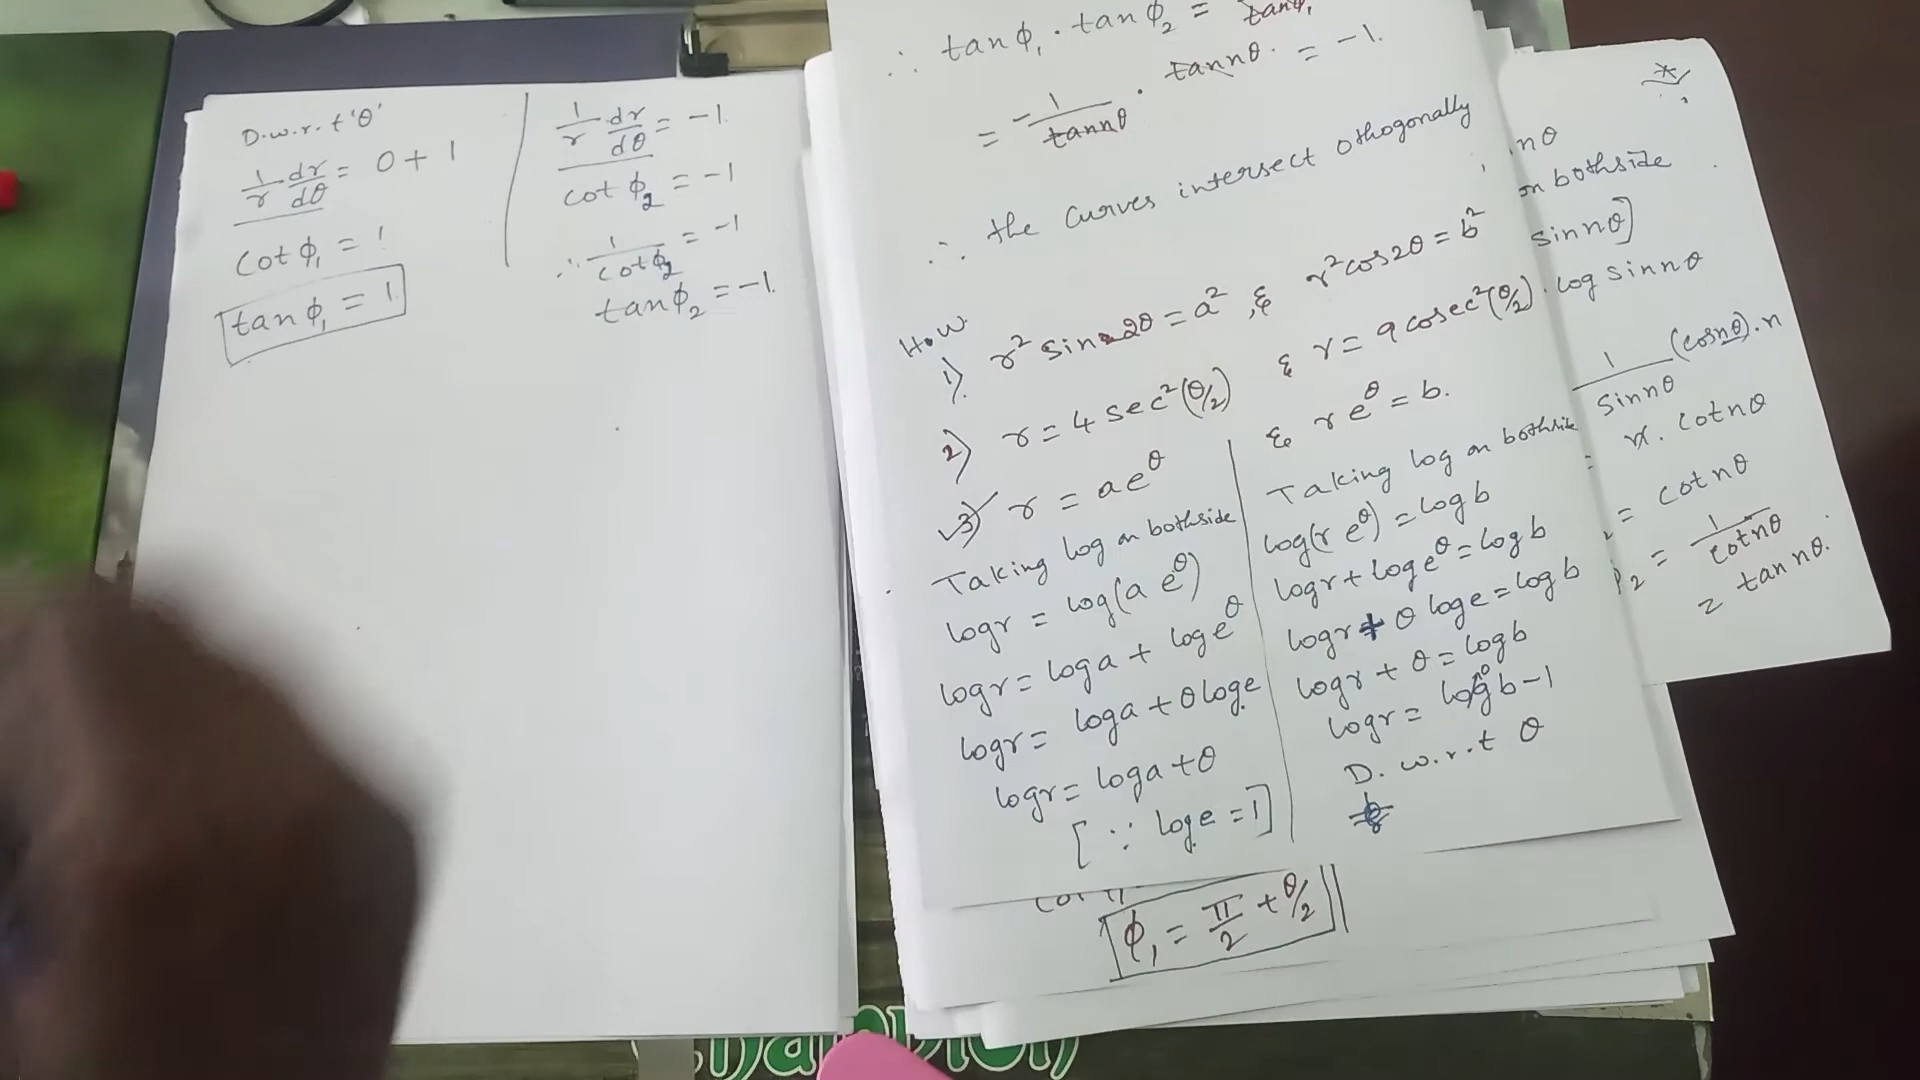 D.w.r.t 'θ'
1/r dr/dθ = 0 + 1
cot φ₁ = 1
tan φ₁ = 1
1/r dr/dθ = -1
cot φ₂ = -1
∴ 1/cot φ₂ = -1
tan φ₂ = -1.
∴ tan φ₁ . tan φ₂ =
= -1/tan nθ . tan nθ . = -1.
∴ the curves intersect othogonally
H.W.
1) r² sin 2θ = a² , & r² cos 2θ = b²
2) r = 4 sec² (θ/2) & r = 9 cosec² (θ/2)
3) r = a e^θ & r e^θ = b.
Taking log on bothside
log r = log(a e^θ)
log r = log a + log e^θ
log r = log a + θ log e
log r = log a + θ
[∵ log e = 1]
Taking log on bothside
log(r e^θ) = log b
log r + log e^θ = log b
log r + θ log e = log b
log r + θ = log b
log r = log b - 1
D. w.r.t θ
φ₁ = π/2 + θ/2
nθ
on bothside
sin nθ]
. log sin nθ
1/sin nθ (cos nθ) . n
n . cot nθ
= cot nθ
φ₂ = 1/cot nθ
= tan nθ.